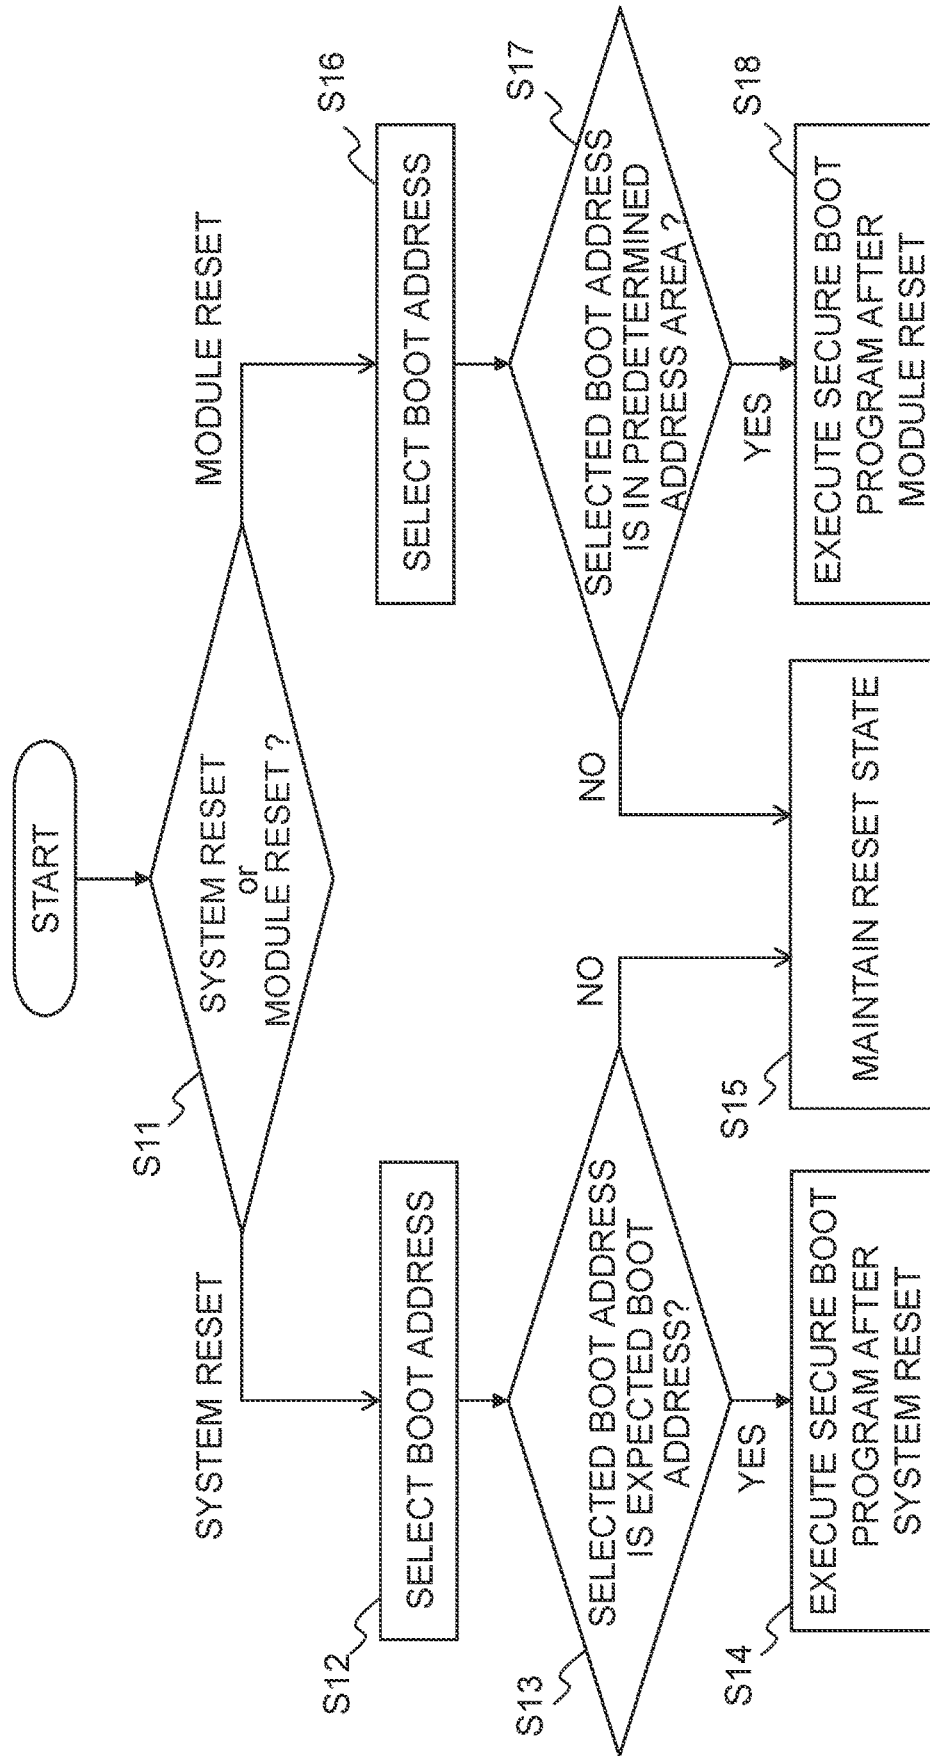 START
SYSTEM RESET
or
MODULE RESET ?
S11
SYSTEM RESET
MODULE RESET
S12
SELECT BOOT ADDRESS
S16
SELECT BOOT ADDRESS
S13
SELECTED BOOT ADDRESS
IS EXPECTED BOOT
ADDRESS?
NO
YES
S17
SELECTED BOOT ADDRESS
IS IN PREDETERMINED
ADDRESS AREA ?
NO
YES
S14
EXECUTE SECURE BOOT
PROGRAM AFTER
SYSTEM RESET
S15
MAINTAIN RESET STATE
S18
EXECUTE SECURE BOOT
PROGRAM AFTER
MODULE RESET